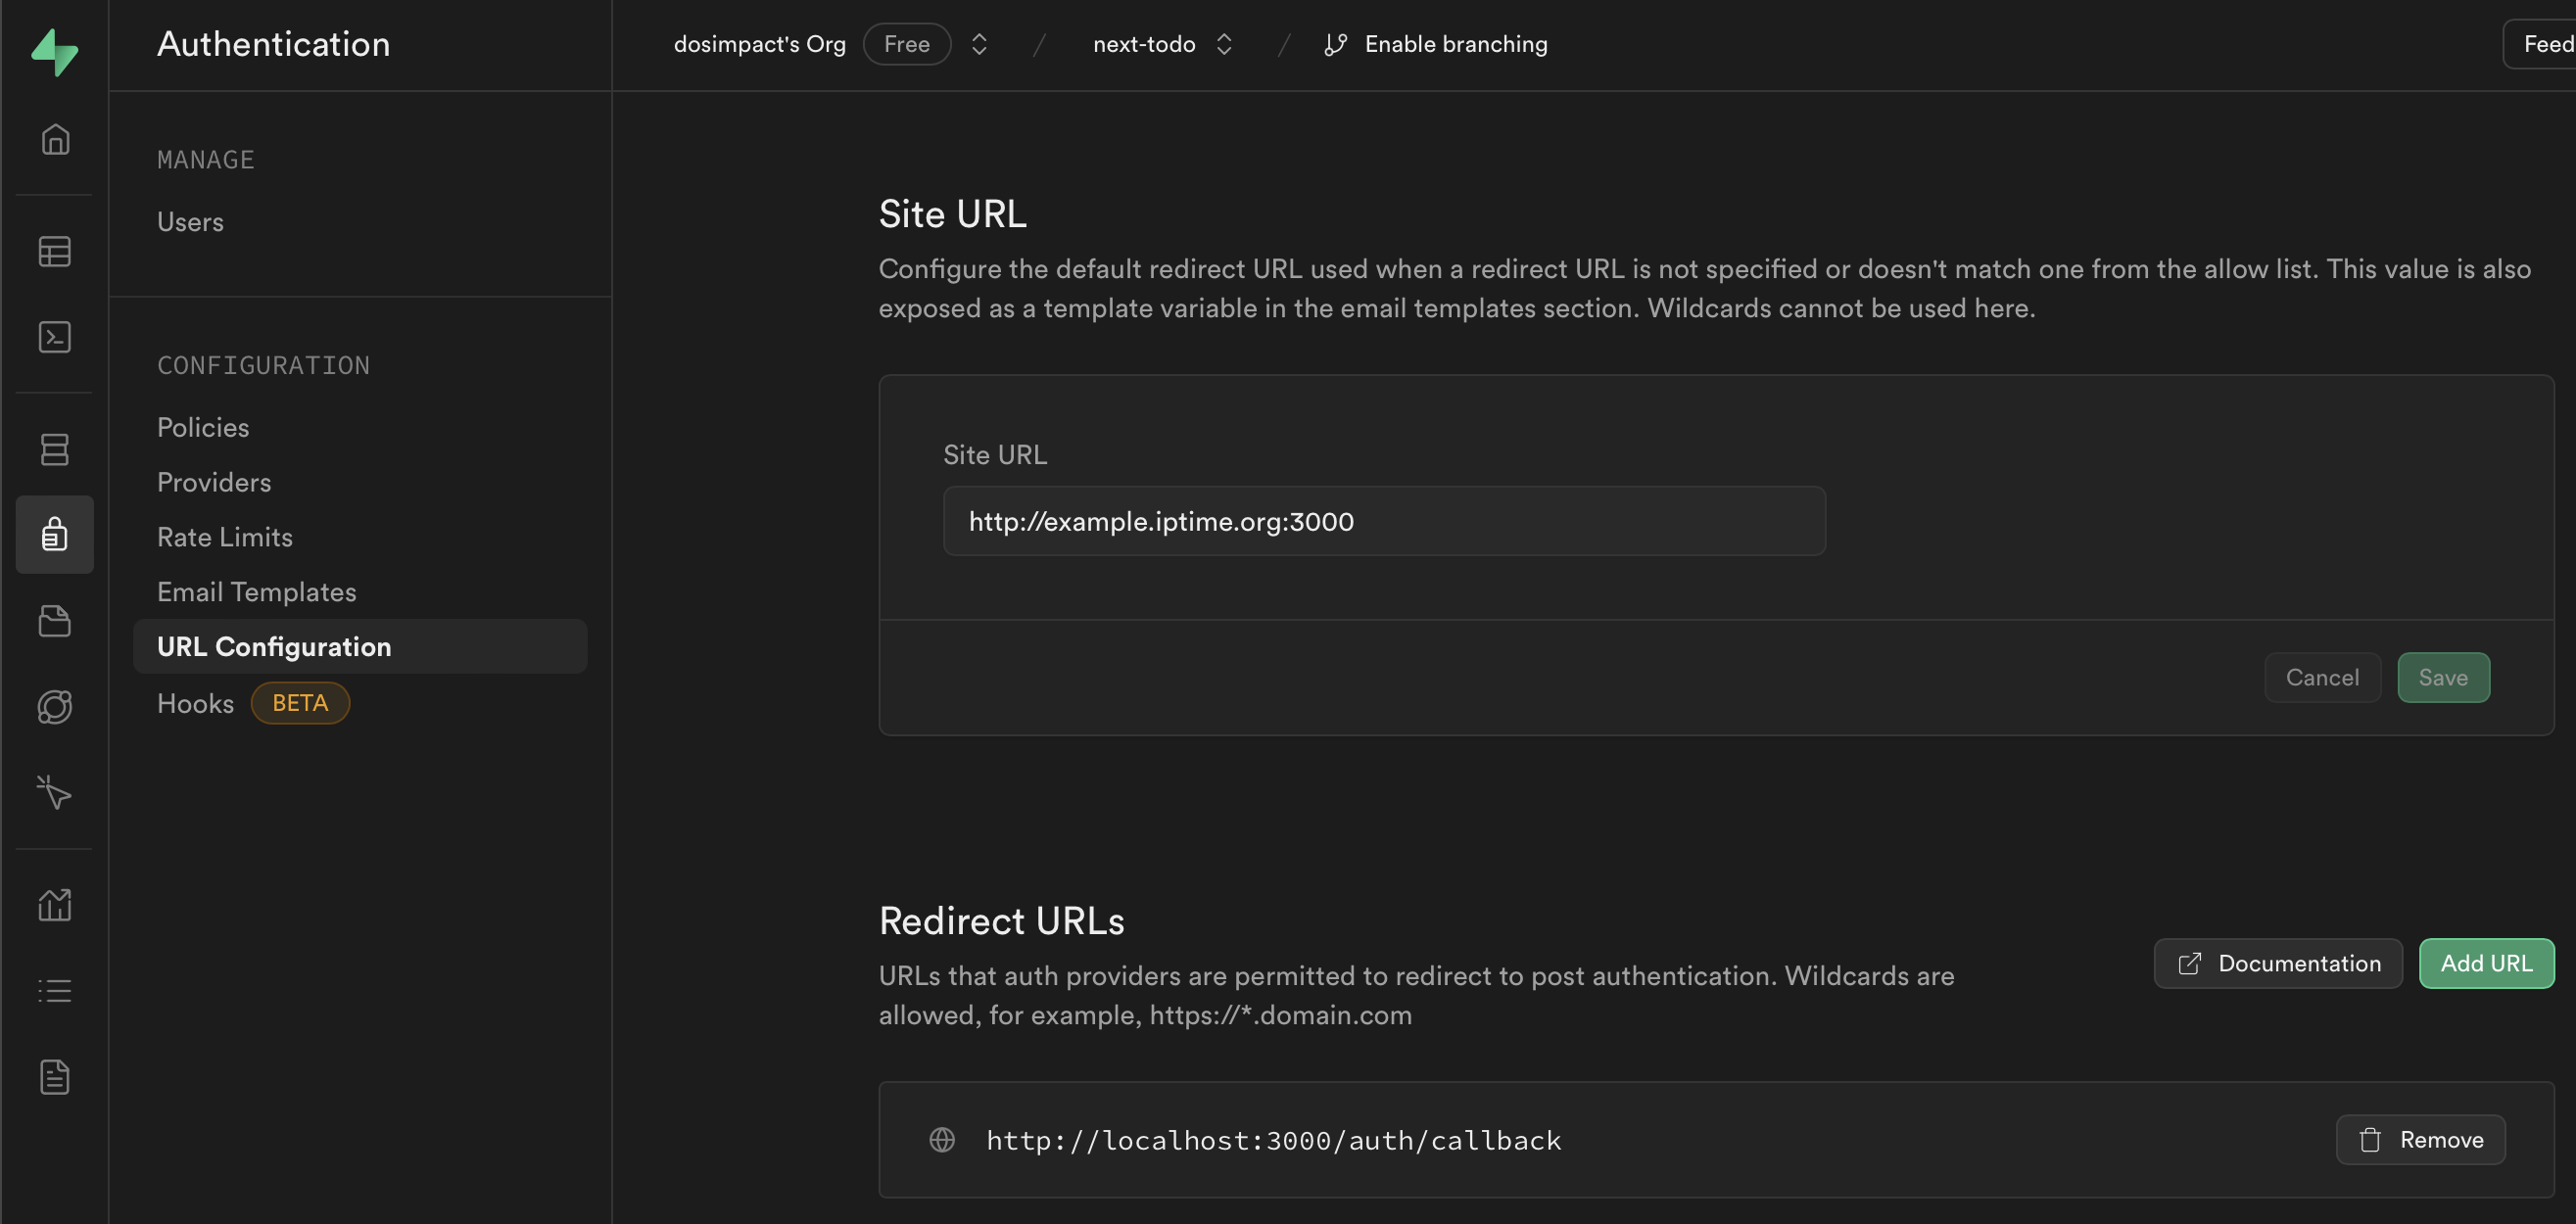 Authentication
dosimpact's Org Free / next-todo / Enable branching
Feed
MANAGE
Users
CONFIGURATION
Policies
Providers
Rate Limits
Email Templates
URL Configuration
Hooks BETA
Site URL
Configure the default redirect URL used when a redirect URL is not specified or doesn't match one from the allow list. This value is also
exposed as a template variable in the email templates section. Wildcards cannot be used here.
Site URL
http://example.iptime.org:3000
Cancel Save
Redirect URLs
URLs that auth providers are permitted to redirect to post authentication. Wildcards are
allowed, for example, https://*.domain.com
Documentation Add URL
http://localhost:3000/auth/callback
Remove